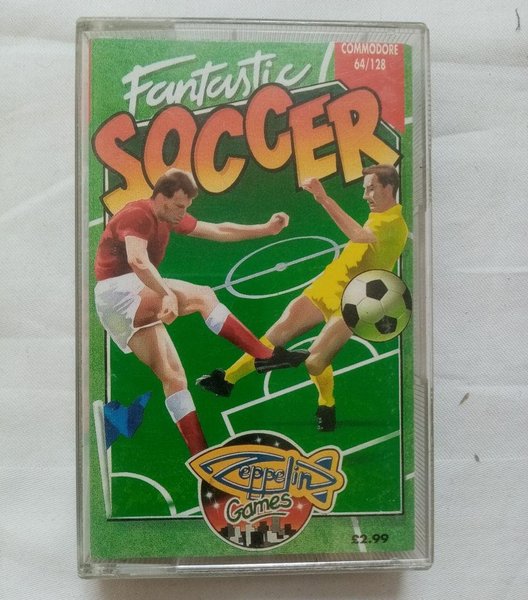 Fantastic
SOCCER
COMMODORE
64/128
Zeppelin
Games
£2.99